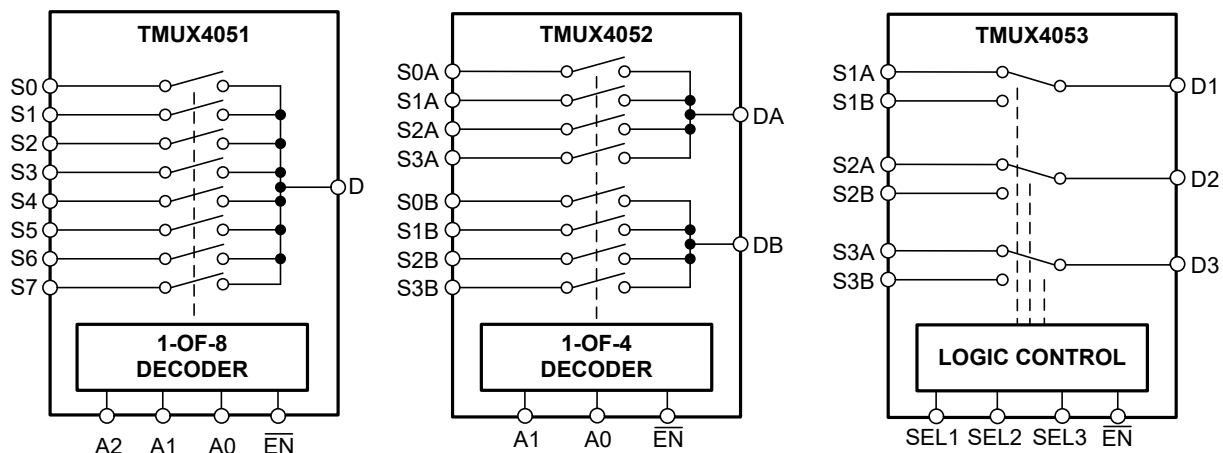 TMUX4051
S0
S1
S2
S3
S4
S5
S6
S7
D
1-OF-8
DECODER
A2 A1 A0 EN
TMUX4052
S0A
S1A
S2A
S3A
DA
S0B
S1B
S2B
S3B
DB
1-OF-4
DECODER
A1 A0 EN
TMUX4053
S1A
S1B
D1
S2A
S2B
D2
S3A
S3B
D3
LOGIC CONTROL
SEL1 SEL2 SEL3 EN